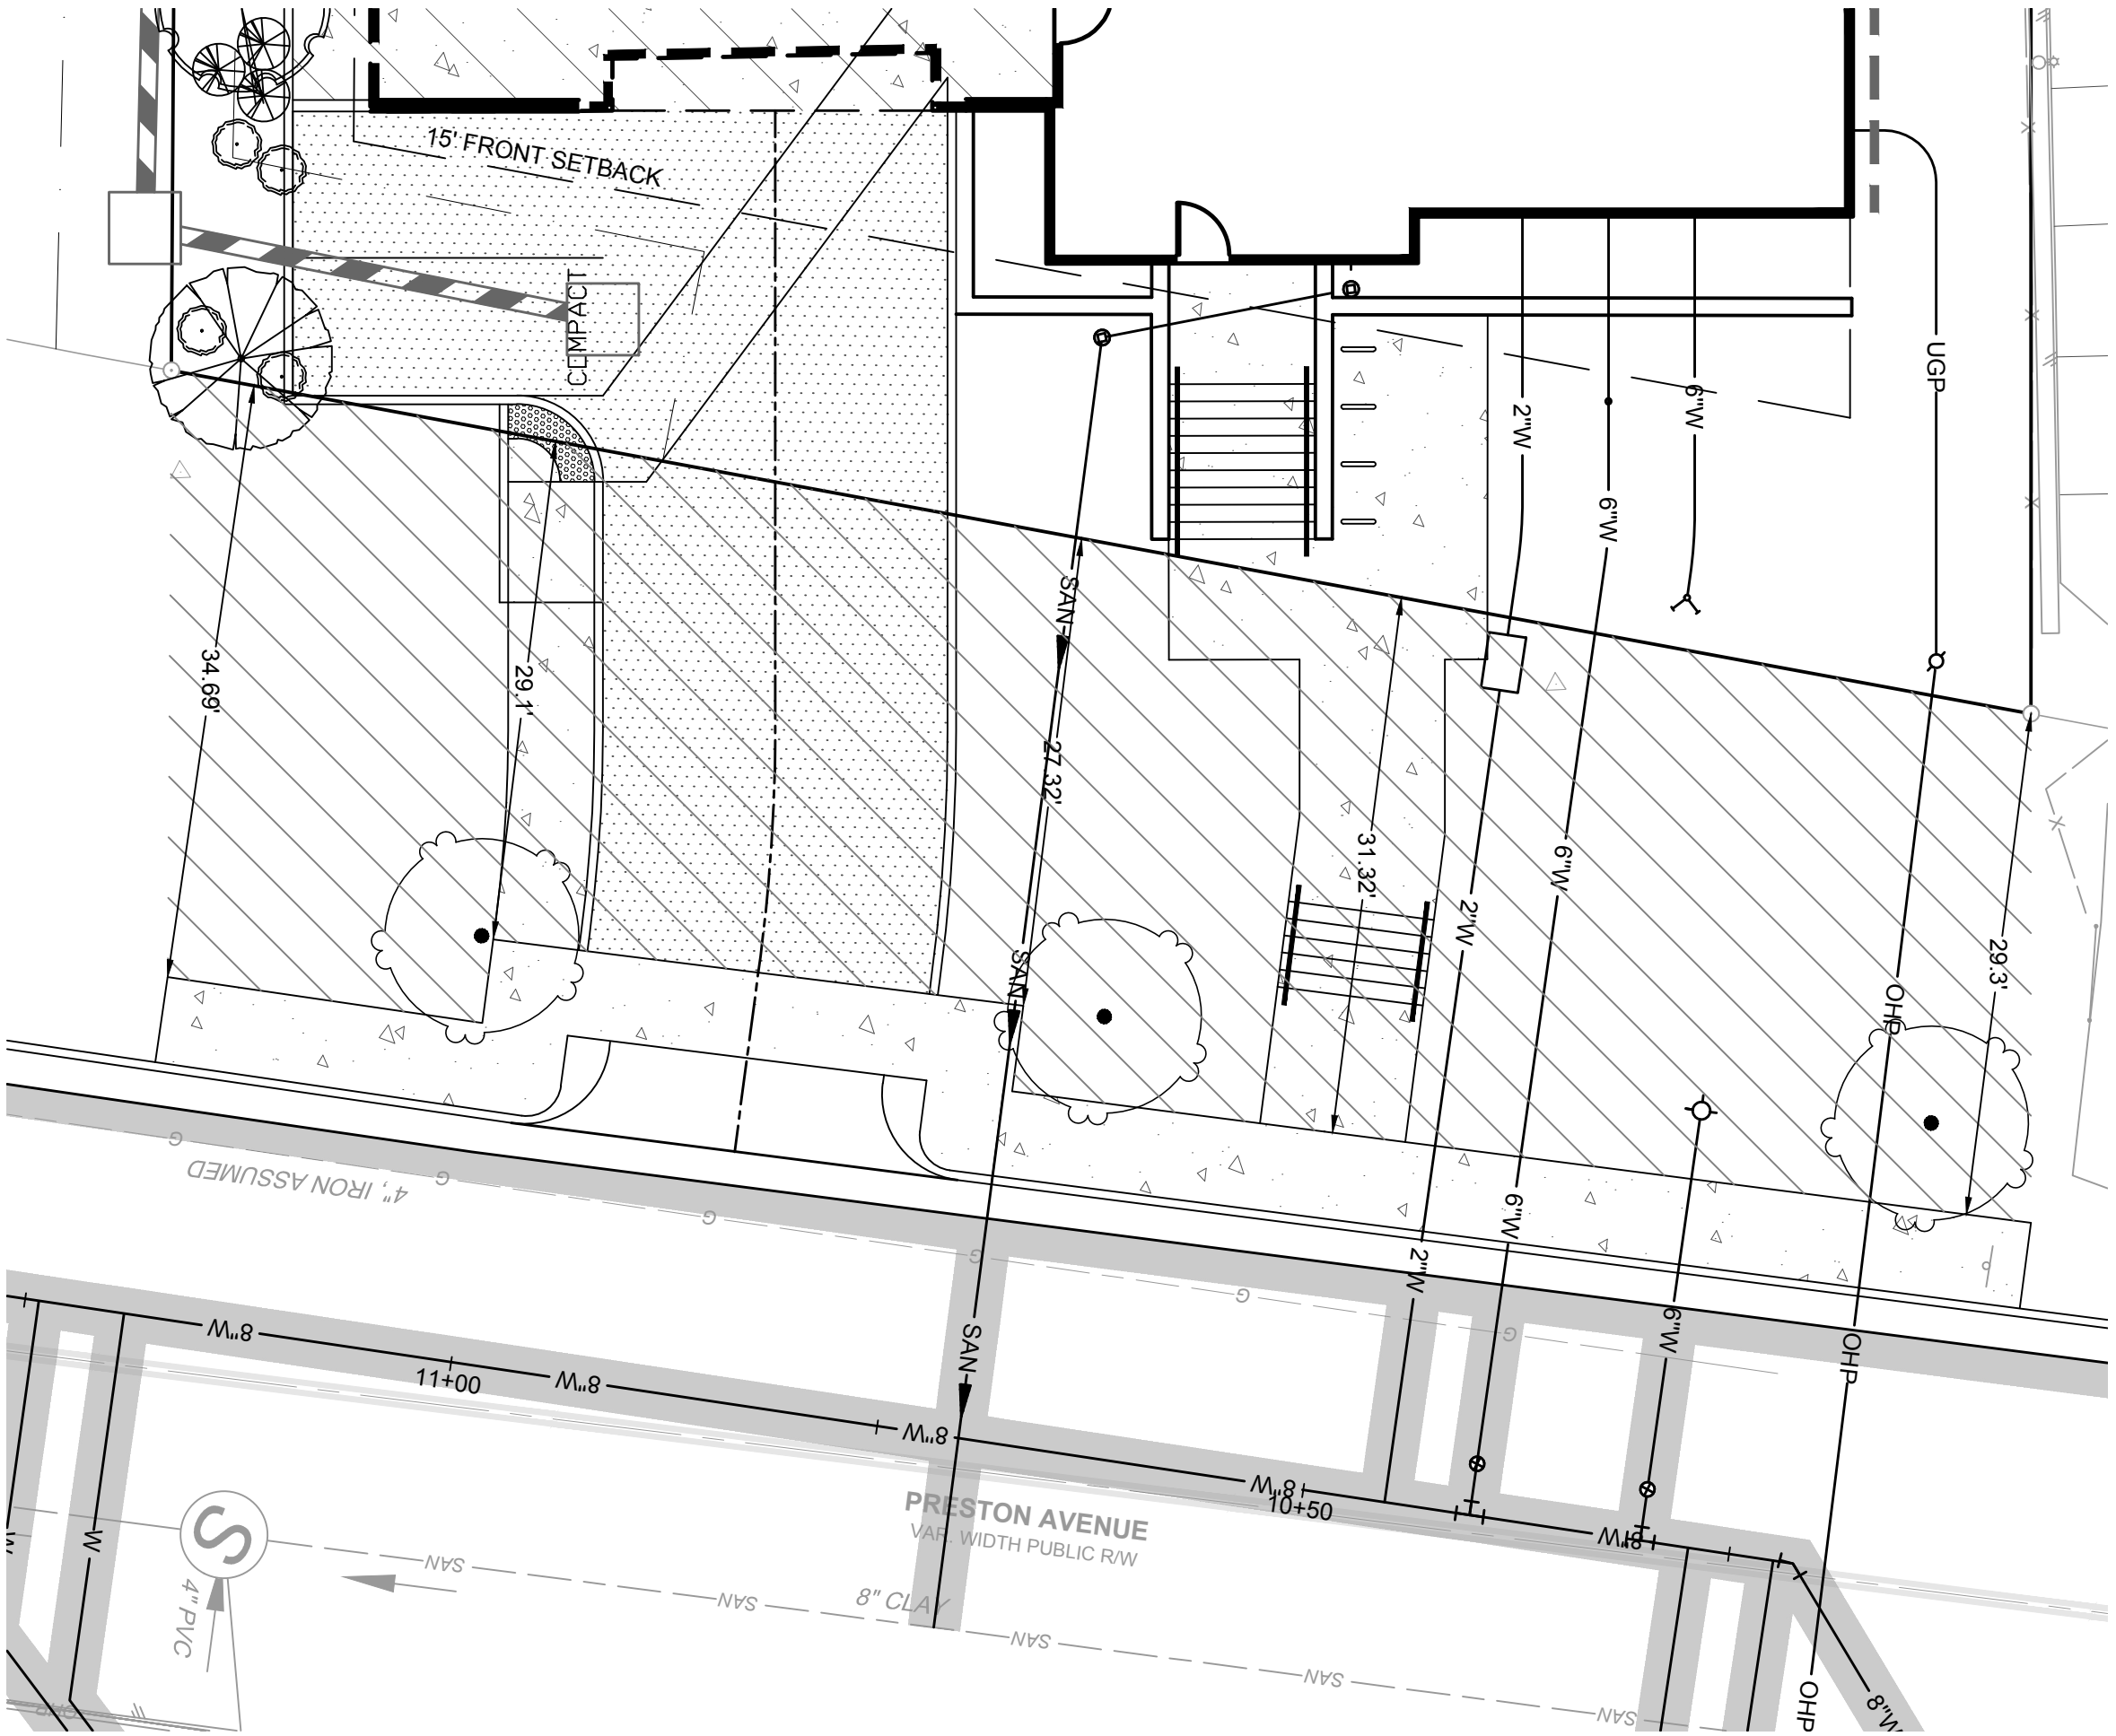 15' FRONT SETBACK
COMPACT
UGP
2"W
6"W
6"W
SAN
34.69'
29.1'
27.32'
31.32'
6"W
2"W
29.3'
SAN
OHP
G
4", IRON ASSUMED
G
G
G
G
G
6"W
2"W
6"W
OHP
SAN
8"W
11+00
8"W
8"W
8"W
10+50
8"W
PRESTON AVENUE
VAR. WIDTH PUBLIC R/W
W
W
S
4" PVC
SAN
SAN
8" CLAY
SAN
SAN
SAN
OHP
8"W